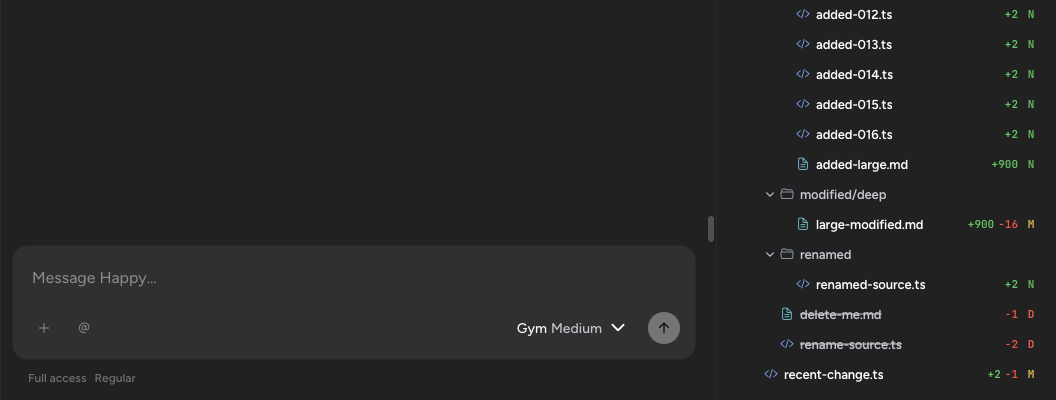 Message Happy...
@
Gym Medium
Full access Regular
added-012.ts +2 N
added-013.ts +2 N
added-014.ts +2 N
added-015.ts +2 N
added-016.ts +2 N
added-large.md +900 N
modified/deep
large-modified.md +900 -16 M
renamed
renamed-source.ts +2 N
delete-me.md -1 D
rename-source.ts -2 D
recent-change.ts +2 -1 M